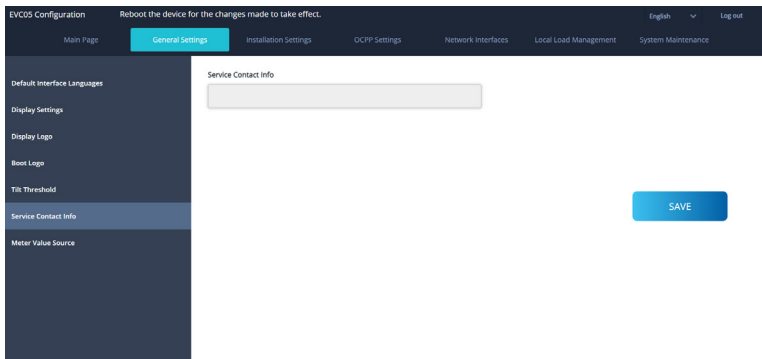 EVC05 Configuration Reboot the device for the changes made to take effect. English Log out
Main Page General Settings Installation Settings OCPP Settings Network Interfaces Local Load Management System Maintenance
Default Interface Languages
Display Settings
Display Logo
Boot Logo
Tilt Threshold
Service Contact Info
Meter Value Source
Service Contact Info
SAVE